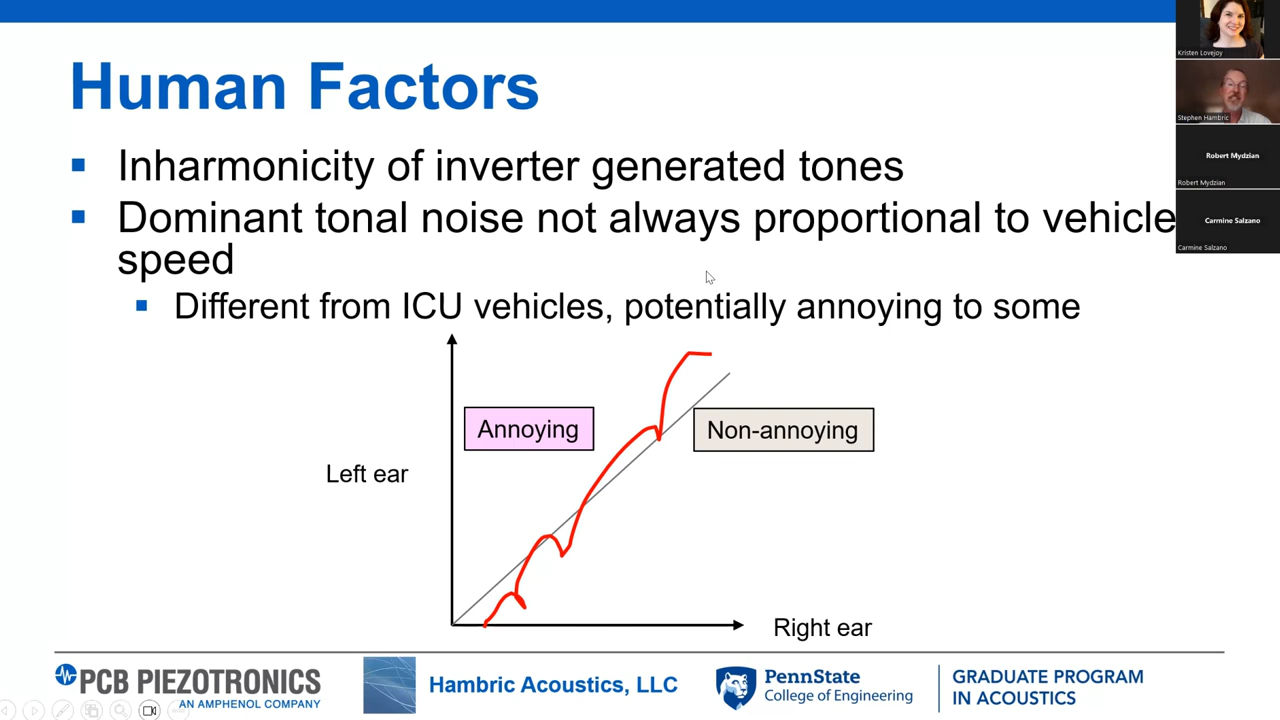 Human Factors
Inharmonicity of inverter generated tones
Dominant tonal noise not always proportional to vehicle
speed
Different from ICU vehicles, potentially annoying to some
Annoying
Non-annoying
Left ear
Right ear
PCB PIEZOTRONICS
AN AMPHENOL COMPANY
Hambric Acoustics, LLC
PennState
College of Engineering
GRADUATE PROGRAM
IN ACOUSTICS
Kristen Lovejoy
Stephen Hambric
Robert Mydzian
Robert Mydzian
Carmine Salzano
Carmine Salzano